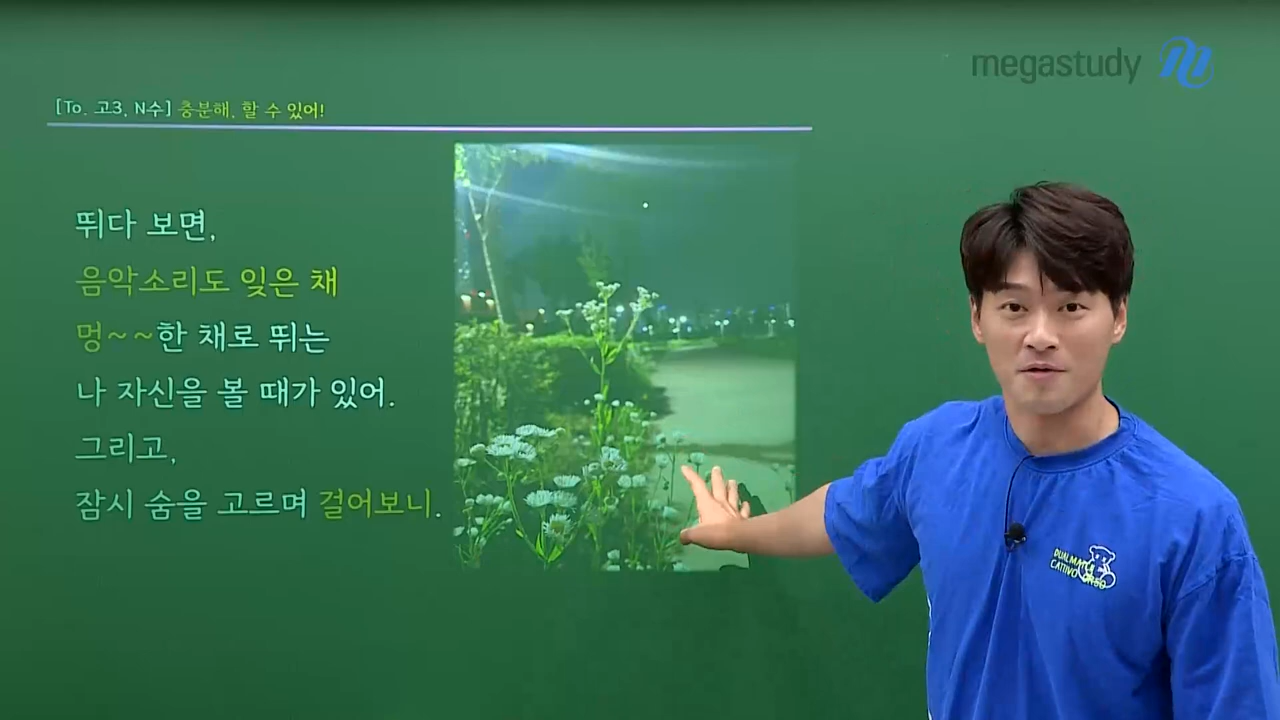 megastudy
[To. 고3, N수] 충분해, 할 수 있어!
뛰다 보면,
음악소리도 잊은 채
멍~~한 채로 뛰는
나 자신을 볼 때가 있어.
그리고,
잠시 숨을 고르며 걸어보니.
CATTIVO